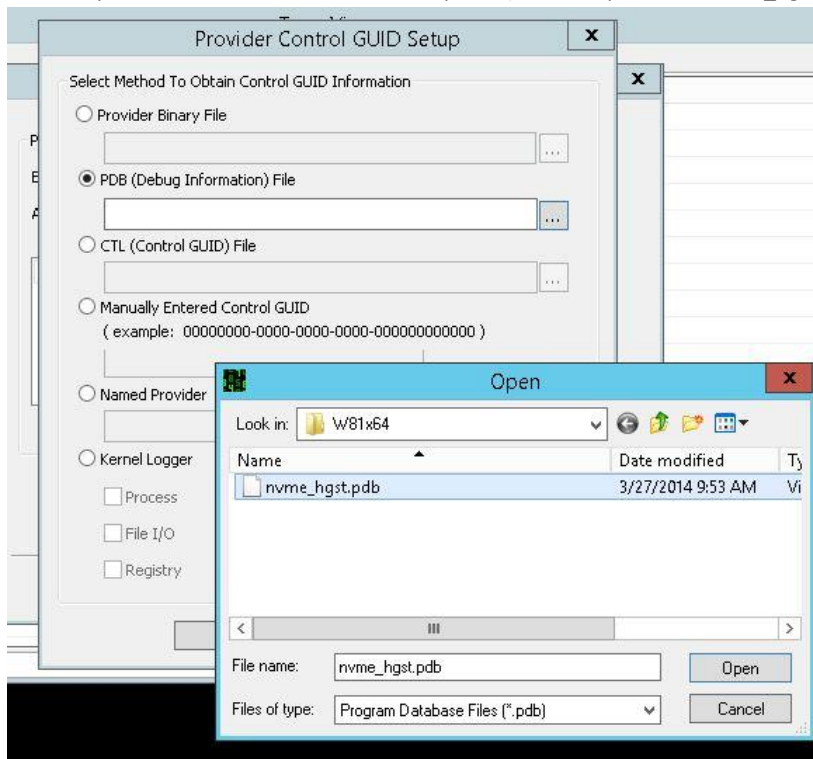 Provider Control GUID Setup
x
Select Method To Obtain Control GUID Information
x
Provider Binary File
...
PDB (Debug Information) File
...
CTL (Control GUID) File
...
Manually Entered Control GUID
( example: 00000000-0000-0000-0000-000000000000 )
Named Provider
Kernel Logger
Process
File I/O
Registry
Open
x
Look in: W81x64
Name Date modified Ty
nvme_hgst.pdb 3/27/2014 9:53 AM Vi
File name: nvme_hgst.pdb Open
Files of type: Program Database Files (*.pdb) Cancel